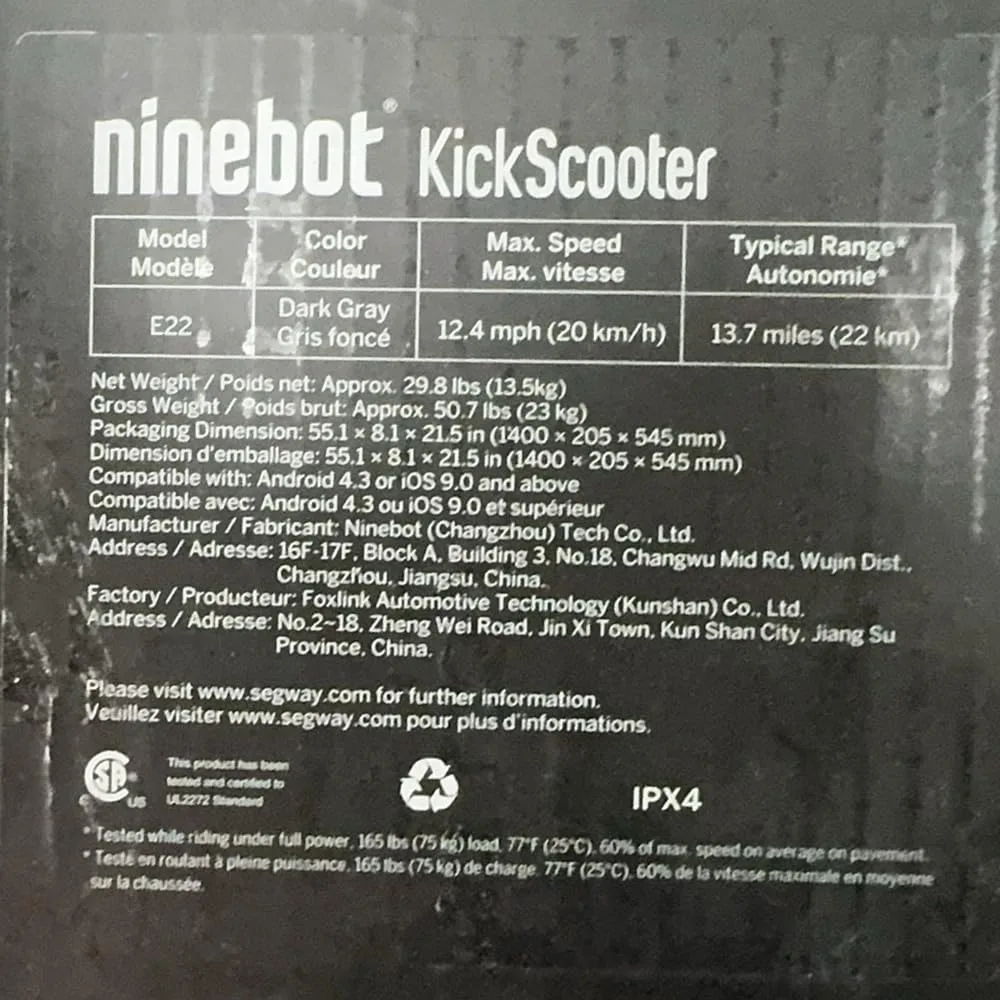 ninebot® KickScooter
Model Color Max. Speed Typical Range*
Modèle Couleur Max. vitesse Autonomie*
E22 Dark Gray 12.4 mph (20 km/h) 13.7 miles (22 km)
Gris foncé
Net Weight / Poids net: Approx. 29.8 lbs (13.5kg)
Gross Weight / Poids brut: Approx. 50.7 lbs (23 kg)
Packaging Dimension: 55.1 × 8.1 × 21.5 in (1400 × 205 × 545 mm)
Dimension d'emballage: 55.1 × 8.1 × 21.5 in (1400 × 205 × 545 mm)
Compatible with: Android 4.3 or iOS 9.0 and above
Compatible avec: Android 4.3 ou iOS 9.0 et supérieur
Manufacturer / Fabricant: Ninebot (Changzhou) Tech Co., Ltd.
Address / Adresse: 16F-17F, Block A, Building 3, No.18, Changwu Mid Rd, Wujin Dist.,
Changzhou, Jiangsu, China.
Factory / Producteur: Foxlink Automotive Technology (Kunshan) Co., Ltd.
Address / Adresse: No.2~18, Zheng Wei Road, Jin Xi Town, Kun Shan City, Jiang Su
Province, China.
Please visit www.segway.com for further information.
Veuillez visiter www.segway.com pour plus d'informations.
This product has been
tested and certified to
UL2272 Standard
C SA US
®
IPX4
* Tested while riding under full power, 165 lbs (75 kg) load, 77°F (25°C), 60% of max. speed on average on pavement.
* Testé en roulant à pleine puissance, 165 lbs (75 kg) de charge, 77°F (25°C), 60% de la vitesse maximale en moyenne
sur la chaussée.